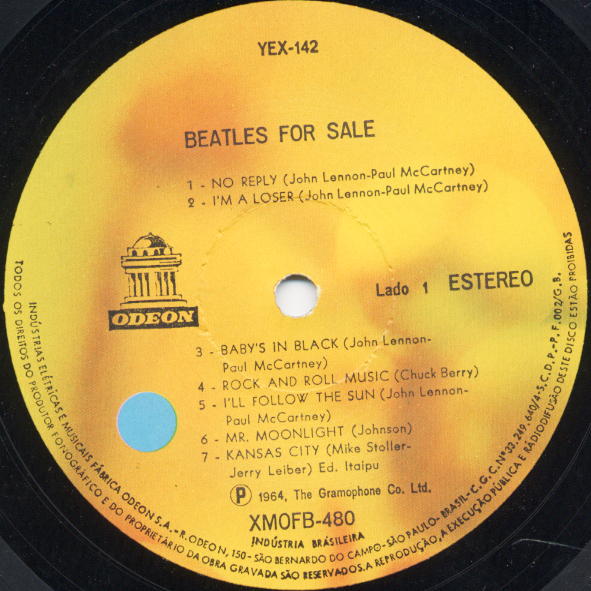 YEX-142
BEATLES FOR SALE
1 - NO REPLY (John Lennon-Paul McCartney)
2 - I'M A LOSER (John Lennon-Paul McCartney)
ODEON
Lado 1 ESTEREO
3 - BABY'S IN BLACK (John Lennon-
Paul McCartney)
4 - ROCK AND ROLL MUSIC (Chuck Berry)
5 - I'LL FOLLOW THE SUN (John Lennon-
Paul McCartney)
6 - MR. MOONLIGHT (Johnson)
7 - KANSAS CITY (Mike Stoller-
Jerry Leiber) Ed. Itaipu
Ⓟ 1964, The Gramophone Co. Ltd.
XMOFB-480
INDÚSTRIA BRASILEIRA
INDÚSTRIAS ELÉTRICAS E MUSICAIS FÁBRICA ODEON S.A.-R.ODEON, 150-SÃO BERNARDO DO CAMPO-SÃO PAULO-BRASIL-C.G.C.Nº33.249.640/4-S.C.D.P.-P.F.002/G.B.
TODOS OS DIREITOS DO PRODUTOR FONOGRÁFICO E DO PROPRIETÁRIO DA OBRA GRAVADA SÃO RESERVADOS.A REPRODUÇÃO,A EXECUÇÃO PÚBLICA E RADIODIFUSÃO DESTE DISCO ESTÃO PROIBIDAS